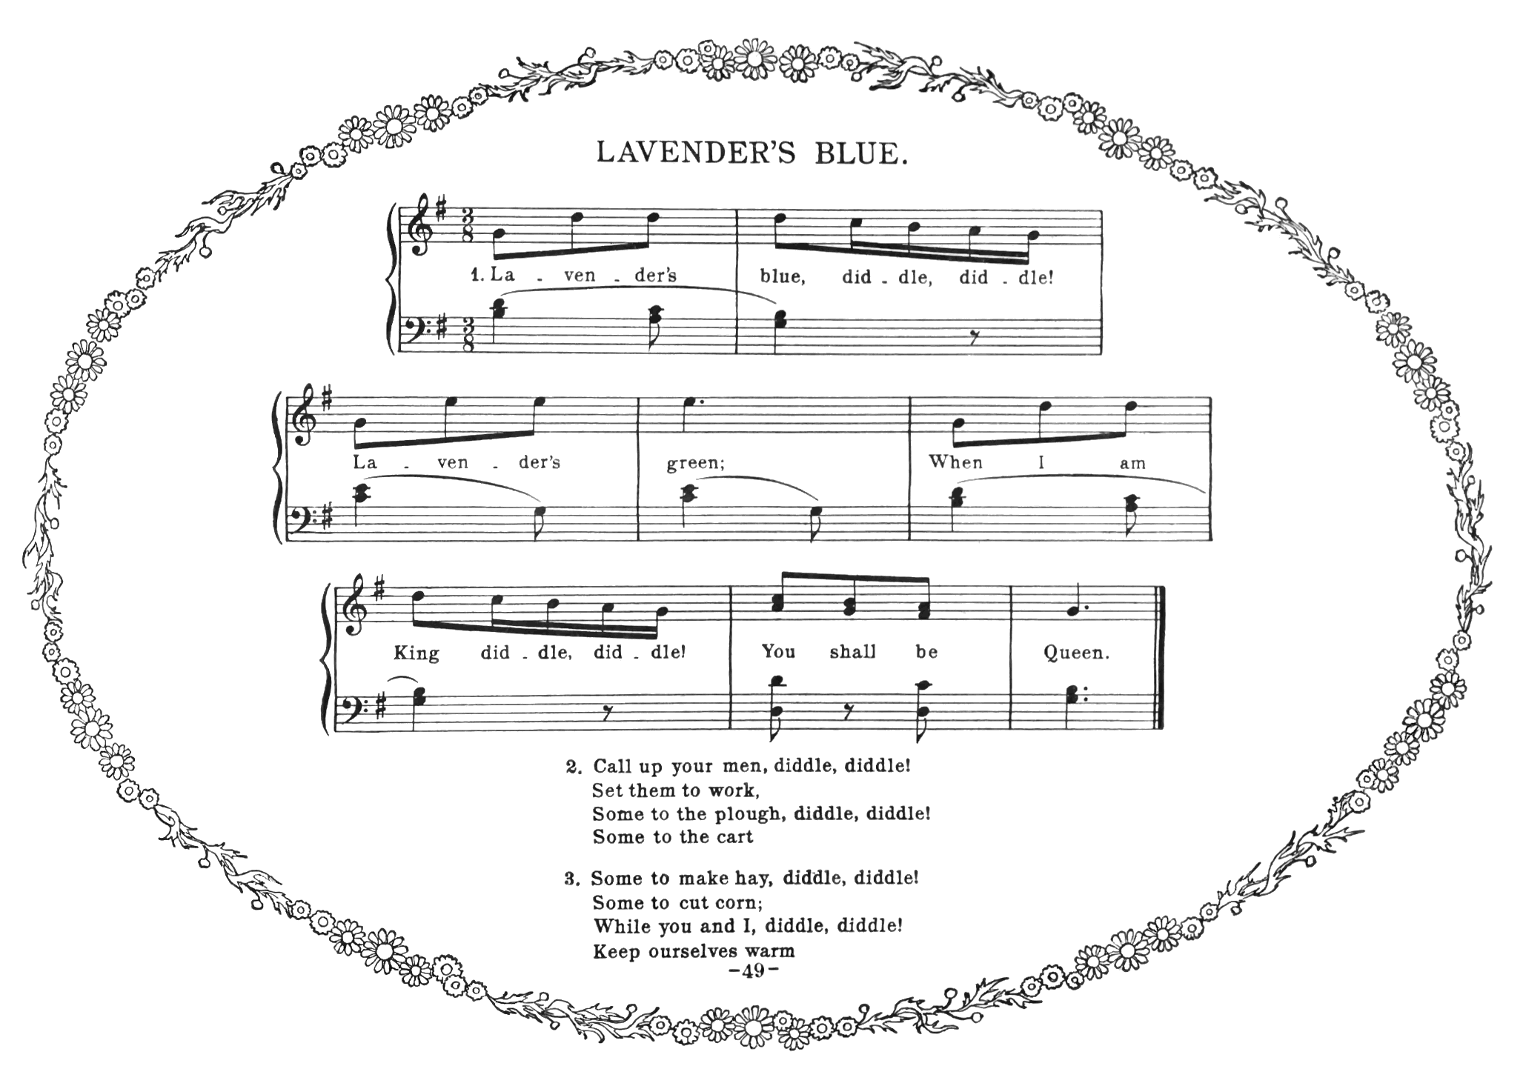 LAVENDER'S BLUE.
3 8
1. La - ven - der's blue, did - dle, did - dle!
3 8
La - ven - der's green; When I am
King did - dle, did - dle! You shall be Queen.
2. Call up your men, diddle, diddle!
Set them to work,
Some to the plough, diddle, diddle!
Some to the cart
3. Some to make hay, diddle, diddle!
Some to cut corn;
While you and I, diddle, diddle!
Keep ourselves warm
-49-